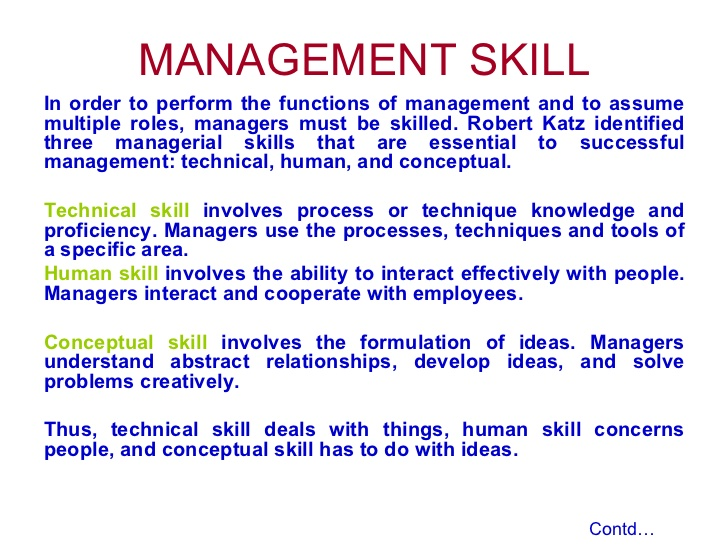 MANAGEMENT SKILL
In order to perform the functions of management and to assume
multiple roles, managers must be skilled. Robert Katz identified
three managerial skills that are essential to successful
management: technical, human, and conceptual.
Technical skill involves process or technique knowledge and
proficiency. Managers use the processes, techniques and tools of
a specific area.
Human skill involves the ability to interact effectively with people.
Managers interact and cooperate with employees.
Conceptual skill involves the formulation of ideas. Managers
understand abstract relationships, develop ideas, and solve
problems creatively.
Thus, technical skill deals with things, human skill concerns
people, and conceptual skill has to do with ideas.
Contd…